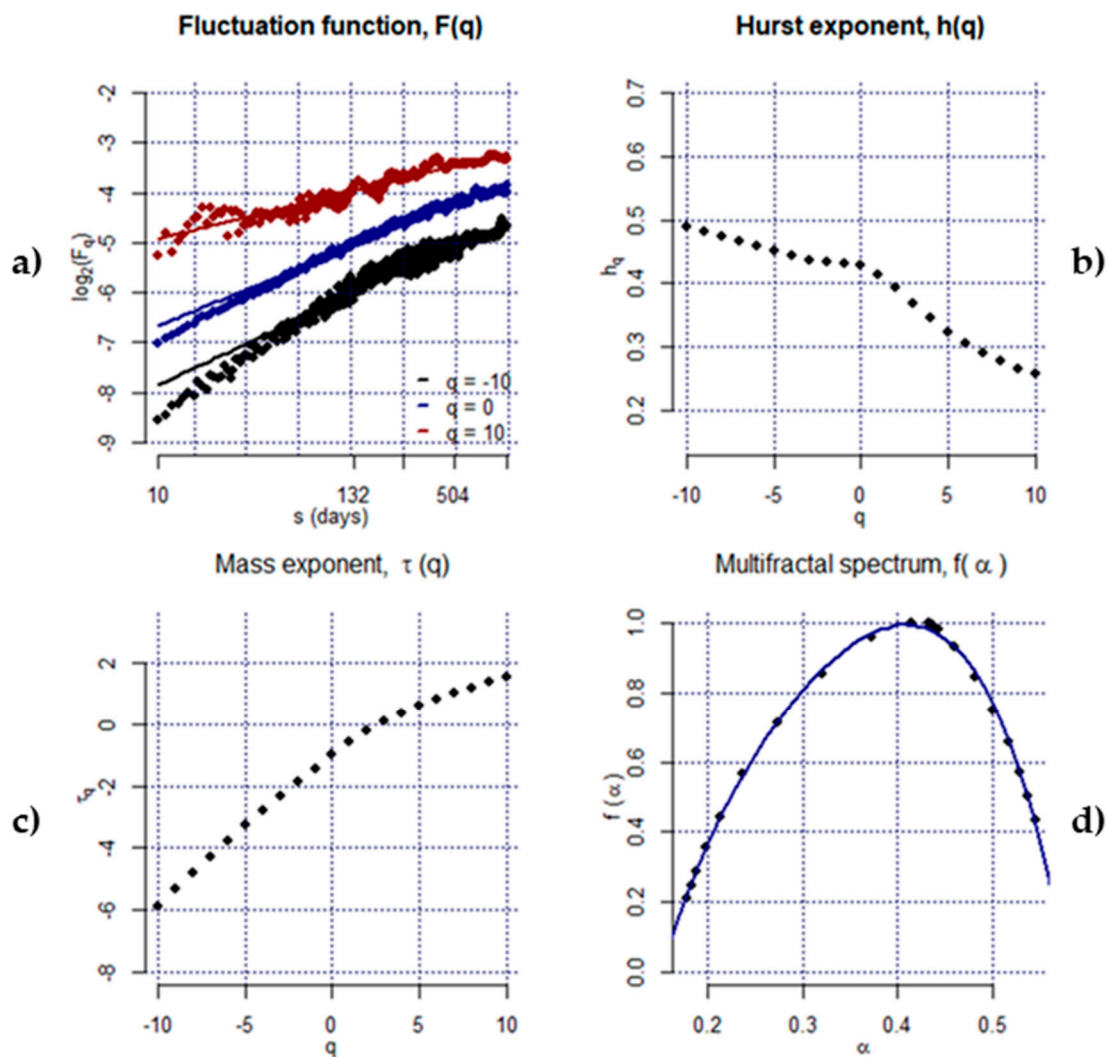 Fluctuation function, F(q)
-2
-3
-4
-5
-6
-7
-8
-9
log2(Fq)
a)
q = -10
q = 0
q = 10
10 132 504
s (days)
Hurst exponent, h(q)
0.7
0.6
0.5
0.4
0.3
0.2
hq
b)
-10 -5 0 5 10
q
Mass exponent, τ (q)
2
0
-2
-4
-6
-8
τq
c)
-10 -5 0 5 10
q
Multifractal spectrum, f( α )
1.0
0.8
0.6
0.4
0.2
0.0
f (α)
d)
0.2 0.3 0.4 0.5
α